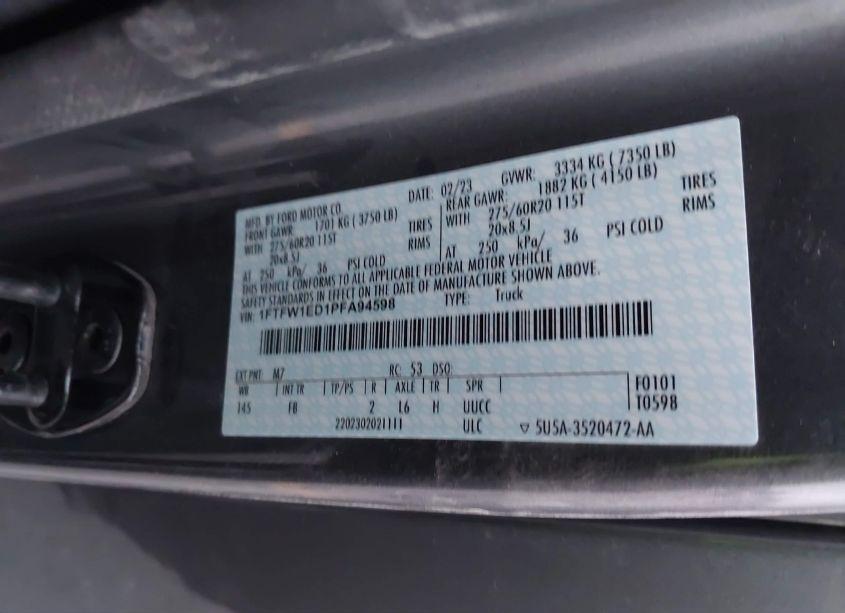 MFD. BY FORD MOTOR CO. DATE: 02/23 GVWR: 3334 KG ( 7350 LB)
FRONT GAWR: 1701 KG ( 3750 LB) REAR GAWR: 1882 KG ( 4150 LB)
WITH 275/60R20 115T TIRES WITH 275/60R20 115T TIRES
20x8.5J RIMS 20x8.5J RIMS
AT 250 kPa/ 36 PSI COLD AT 250 kPa/ 36 PSI COLD
THIS VEHICLE CONFORMS TO ALL APPLICABLE FEDERAL MOTOR VEHICLE
SAFETY STANDARDS IN EFFECT ON THE DATE OF MANUFACTURE SHOWN ABOVE.
VIN: 1FTFW1ED1PFA94598 TYPE: Truck
EXT PNT: M7 RC: 53 DSO:
WB INT TR TP/PS R AXLE TR SPR F0101
145 FB 2 L6 H UUCC T0598
2202302021111 ULC ▽ 5U5A-3520472-AA